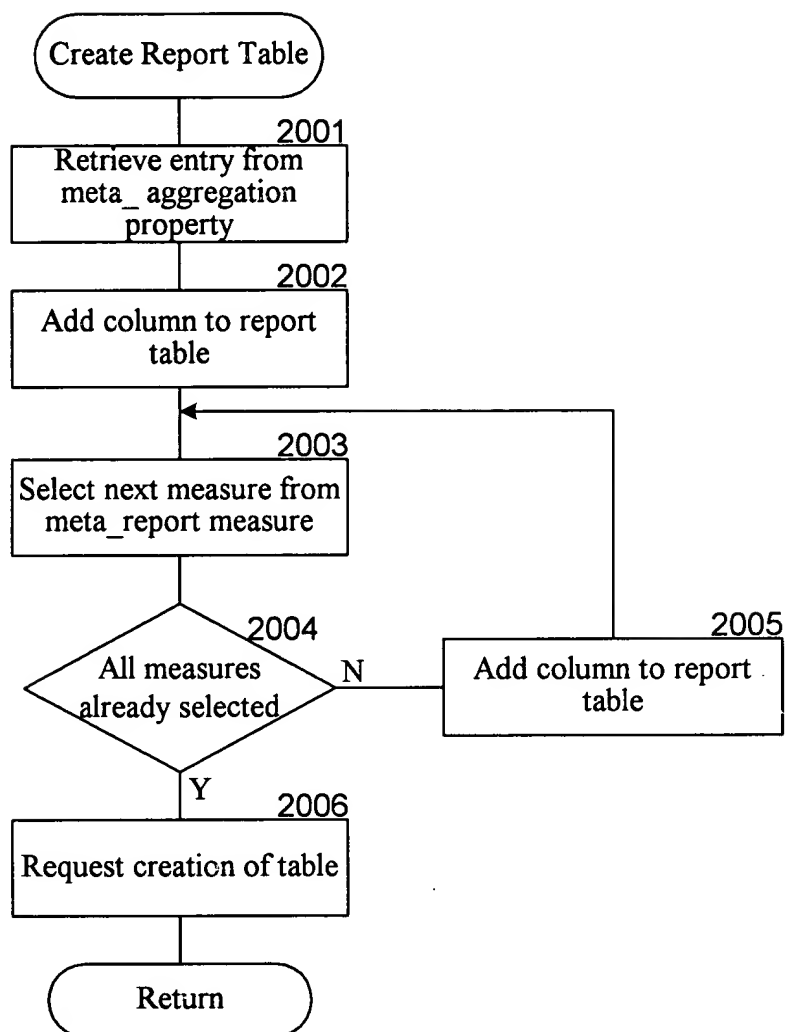 Create Report Table
2001
Retrieve entry from
meta_ aggregation
property
2002
Add column to report
table
2003
Select next measure from
meta_report measure
2004
All measures
already selected
N
2005
Add column to report
table
Y
2006
Request creation of table
Return